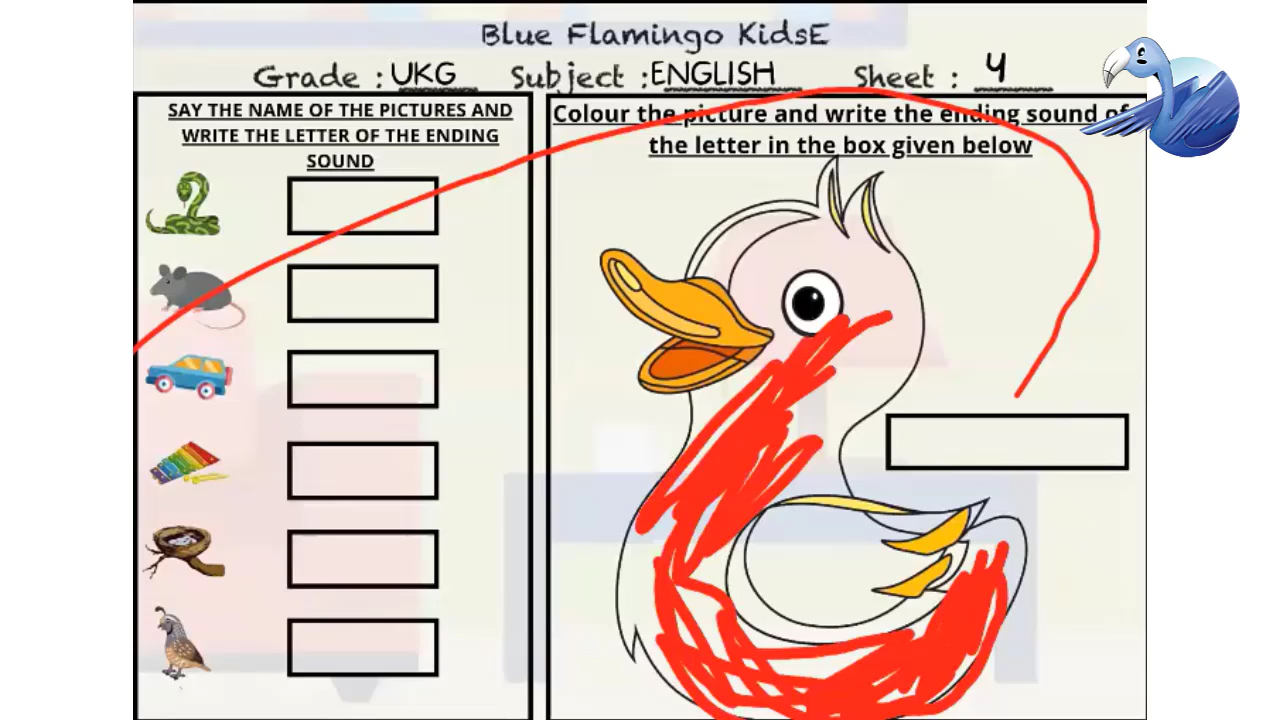 Blue Flamingo KidsE
Grade : UKG Subject : ENGLISH Sheet : 4
SAY THE NAME OF THE PICTURES AND
WRITE THE LETTER OF THE ENDING
SOUND
Colour the picture and write the ending sound of
the letter in the box given below